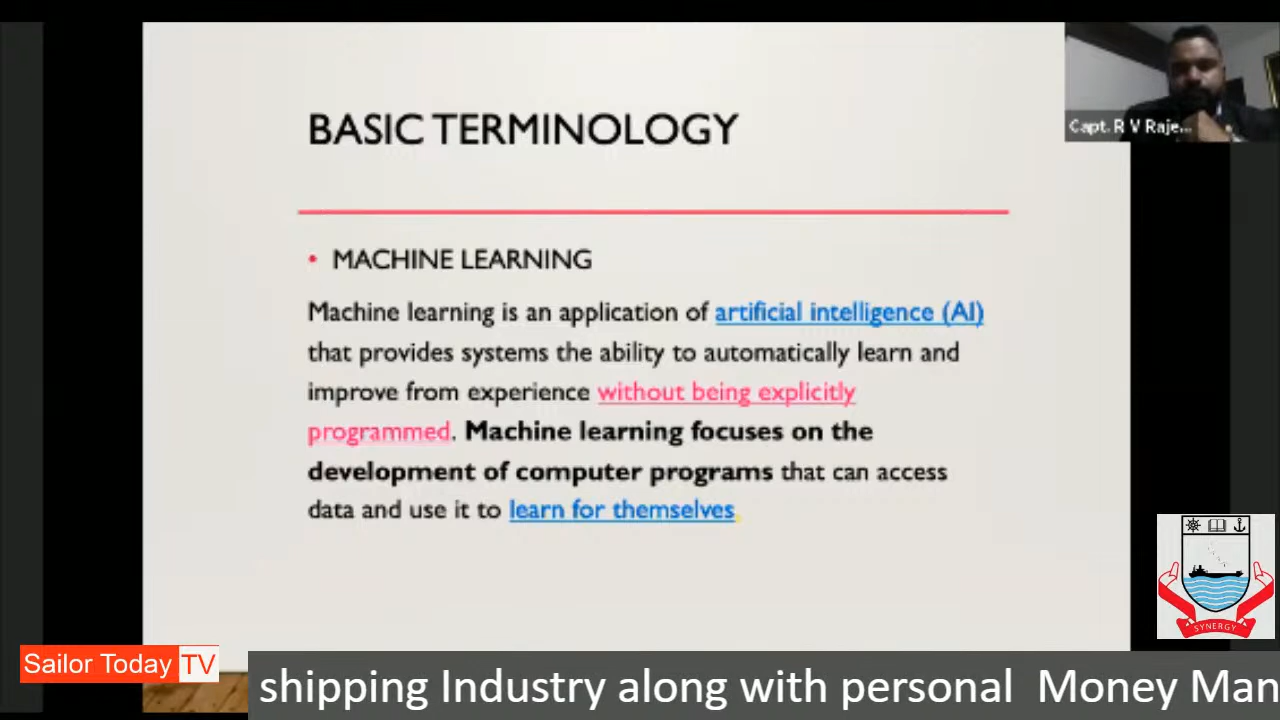 BASIC TERMINOLOGY
Capt. R V Raje...
• MACHINE LEARNING
Machine learning is an application of artificial intelligence (AI)
that provides systems the ability to automatically learn and
improve from experience without being explicitly
programmed. Machine learning focuses on the
development of computer programs that can access
data and use it to learn for themselves.
SYNERGY
Sailor Today TV
shipping Industry along with personal Money Man